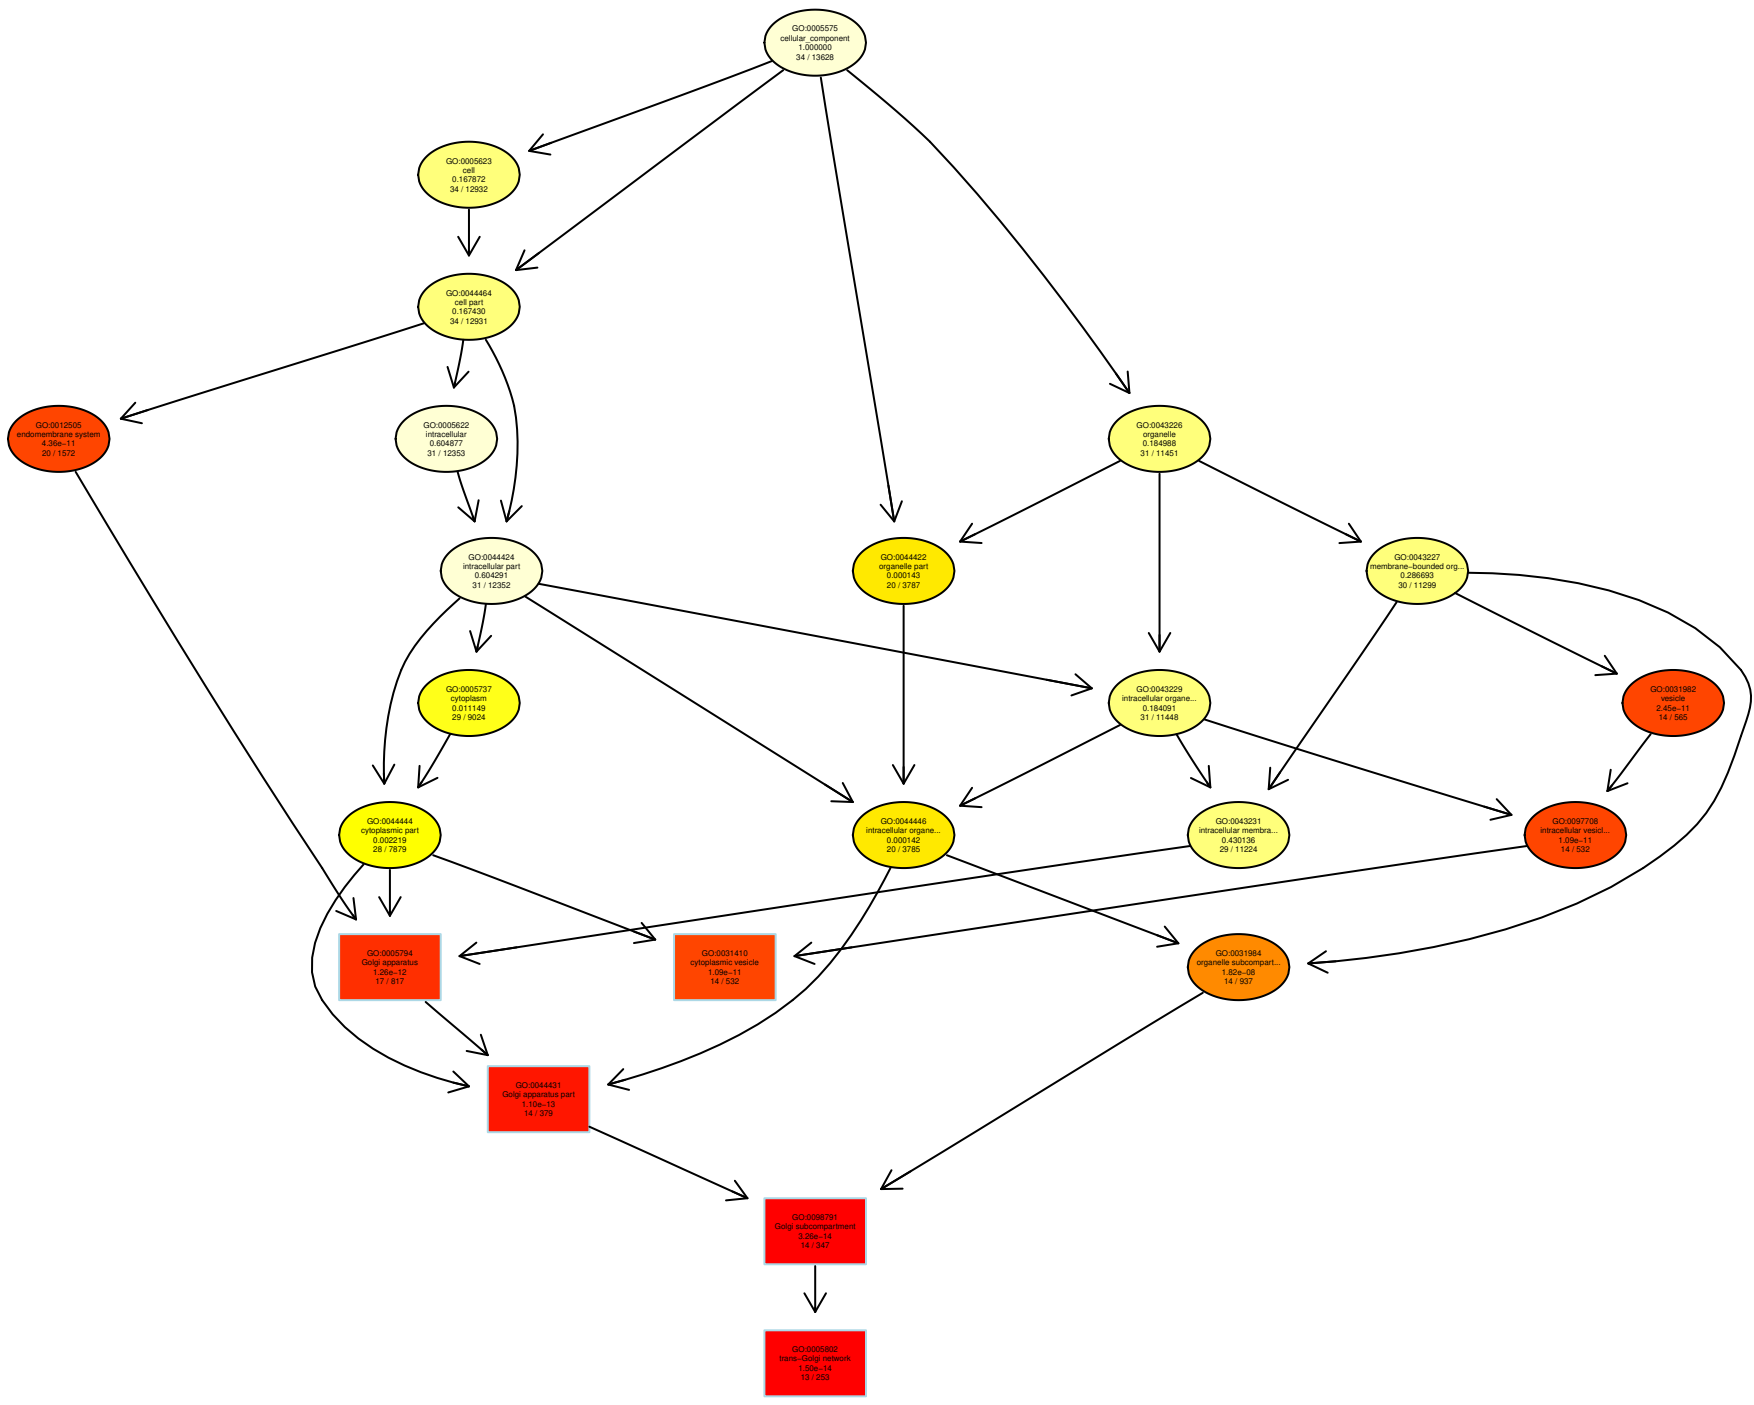 GO:0005575
cellular_component
1.000000
34 / 13628
GO:0005623
cell
0.167872
34 / 12932
GO:0044464
cell part
0.167430
34 / 12931
GO:0012505
endomembrane system
4.36e−11
20 / 1572
GO:0005622
intracellular
0.604877
31 / 12353
GO:0043226
organelle
0.184988
31 / 11451
GO:0044424
intracellular part
0.604291
31 / 12352
GO:0044422
organelle part
0.000143
20 / 3787
GO:0043227
membrane−bounded org...
0.286693
30 / 11299
GO:0005737
cytoplasm
0.011149
29 / 9024
GO:0043229
intracellular organe...
0.184091
31 / 11448
GO:0031982
vesicle
2.45e−11
14 / 565
GO:0044444
cytoplasmic part
0.002219
28 / 7879
GO:0044446
intracellular organe...
0.000142
20 / 3785
GO:0043231
intracellular membra...
0.430136
29 / 11224
GO:0097708
intracellular vesicl...
1.09e−11
14 / 532
GO:0005794
Golgi apparatus
1.26e−12
17 / 817
GO:0031410
cytoplasmic vesicle
1.09e−11
14 / 532
GO:0031984
organelle subcompart...
1.82e−08
14 / 937
GO:0044431
Golgi apparatus part
1.10e−13
14 / 379
GO:0098791
Golgi subcompartment
3.26e−14
14 / 347
GO:0005802
trans−Golgi network
1.50e−14
13 / 253